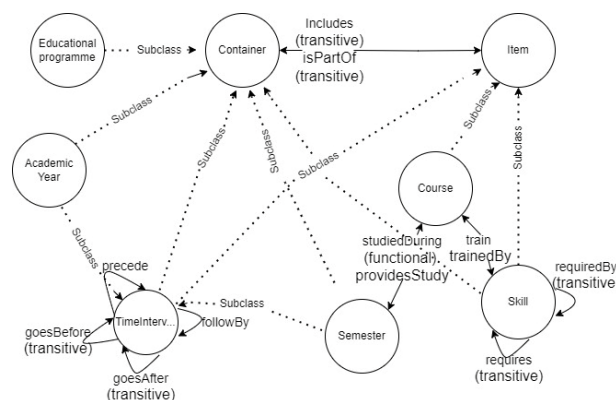 Includes
(transitive)
isPartOf
(transitive)
Educational
programme
Subclass
Container
Item
Subclass
Subclass
Subclass
Subclass
Subclass
Subclass
Academic
Year
Course
Subclass
studiedDuring
(functional)
providesStudy
train
trainedBy
precede
requiredBy
(transitive
TimeInterv...
followBy
Subclass
Skill
goesBefore
(transitive)
Semester
goesAfter
(transitive)
requires
(transitive)